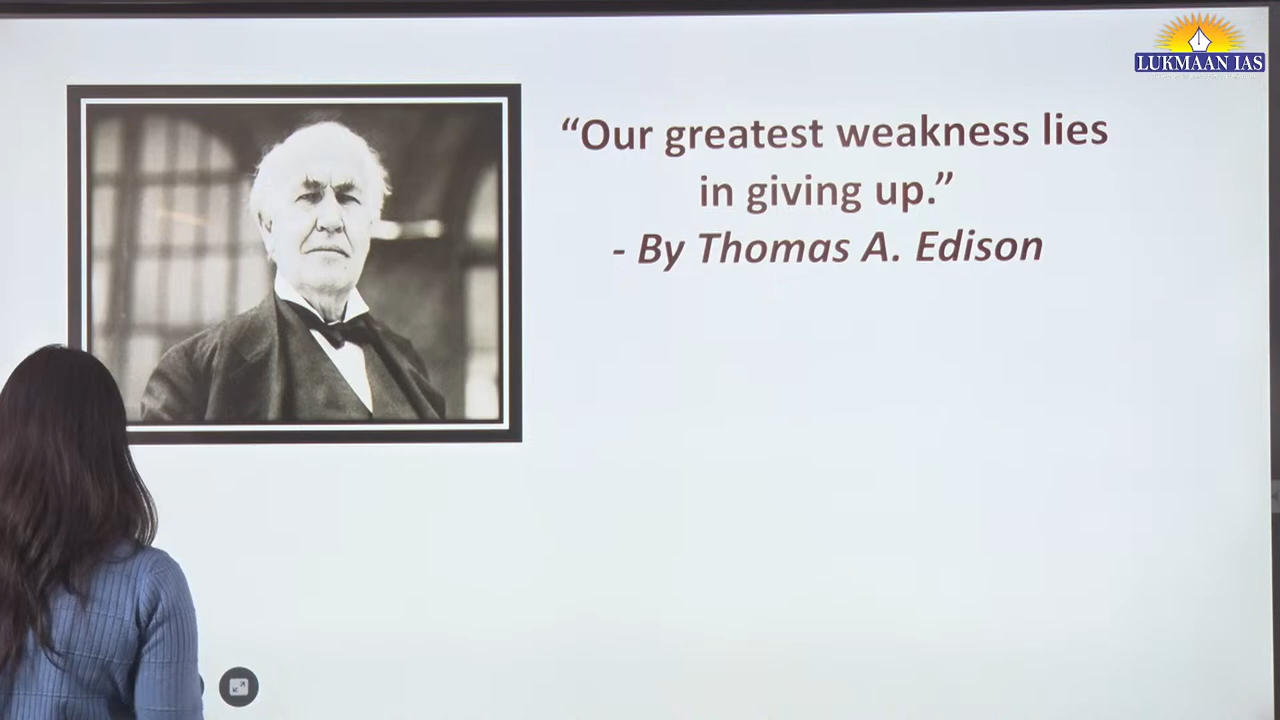 LUKMAAN IAS
“Our greatest weakness lies
in giving up.”
- By Thomas A. Edison